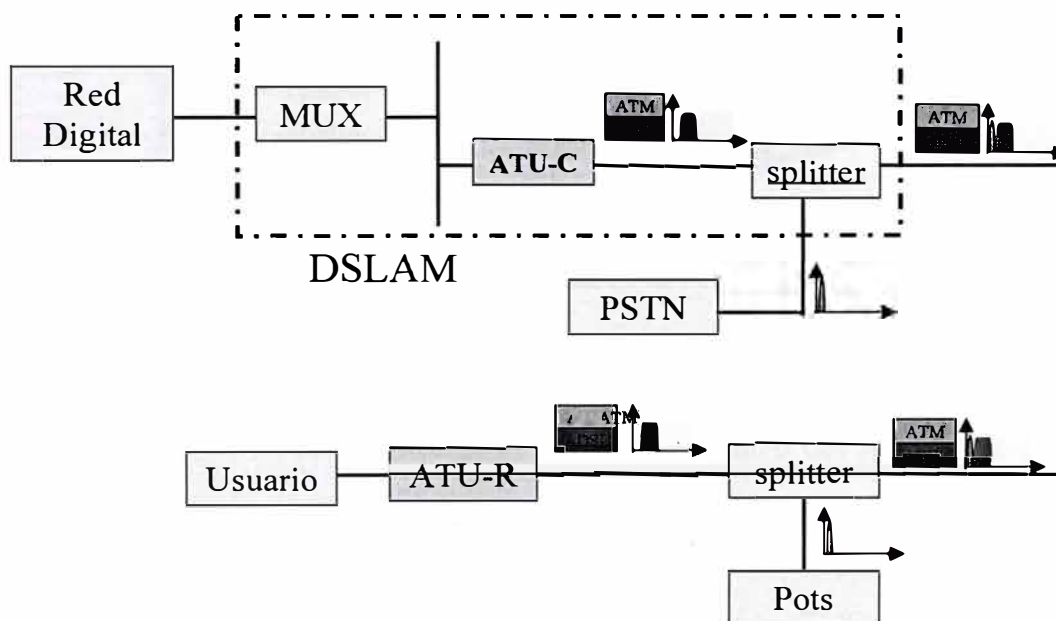 Red
Digital
MUX
ATM
ATU-C
splitter
ATM
DSLAM
PSTN
Usuario
ATU-R
ATM
splitter
ATM
Pots